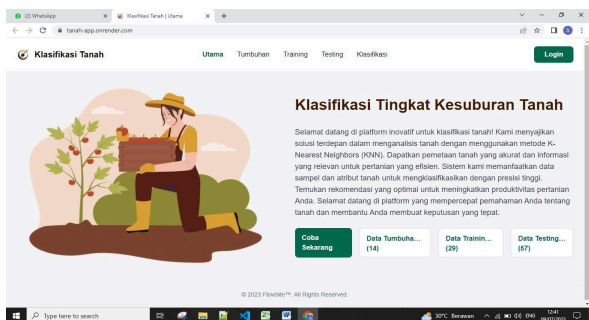 (2) WhatsApp
Klasifikasi Tanah | Utama
tanah-app.onrender.com
Klasifikasi Tanah
Utama
Tumbuhan
Training
Testing
Klasifikasi
Login
Klasifikasi Tingkat Kesuburan Tanah
Selamat datang di platform inovatif untuk klasifikasi tanah! Kami menyajikan
solusi terdepan dalam menganalisis tanah dengan menggunakan metode K-
Nearest Neighbors (KNN). Dapatkan pemetaan tanah yang akurat dan informasi
yang relevan untuk pertanian yang efisien. Sistem kami memanfaatkan data
sampel dan atribut tanah untuk mengklasifikasikan dengan presisi tinggi.
Temukan rekomendasi yang optimal untuk meningkatkan produktivitas pertanian
Anda. Selamat datang di platform yang mempercepat pemahaman Anda tentang
tanah dan membantu Anda membuat keputusan yang tepat.
Coba
Sekarang
Data Tumbuha...
(14)
Data Trainin...
(29)
Data Testing...
(57)
© 2023 Flowbite™. All Rights Reserved.
Type here to search
30°C Berawan
ENG
12:41
09/07/2023